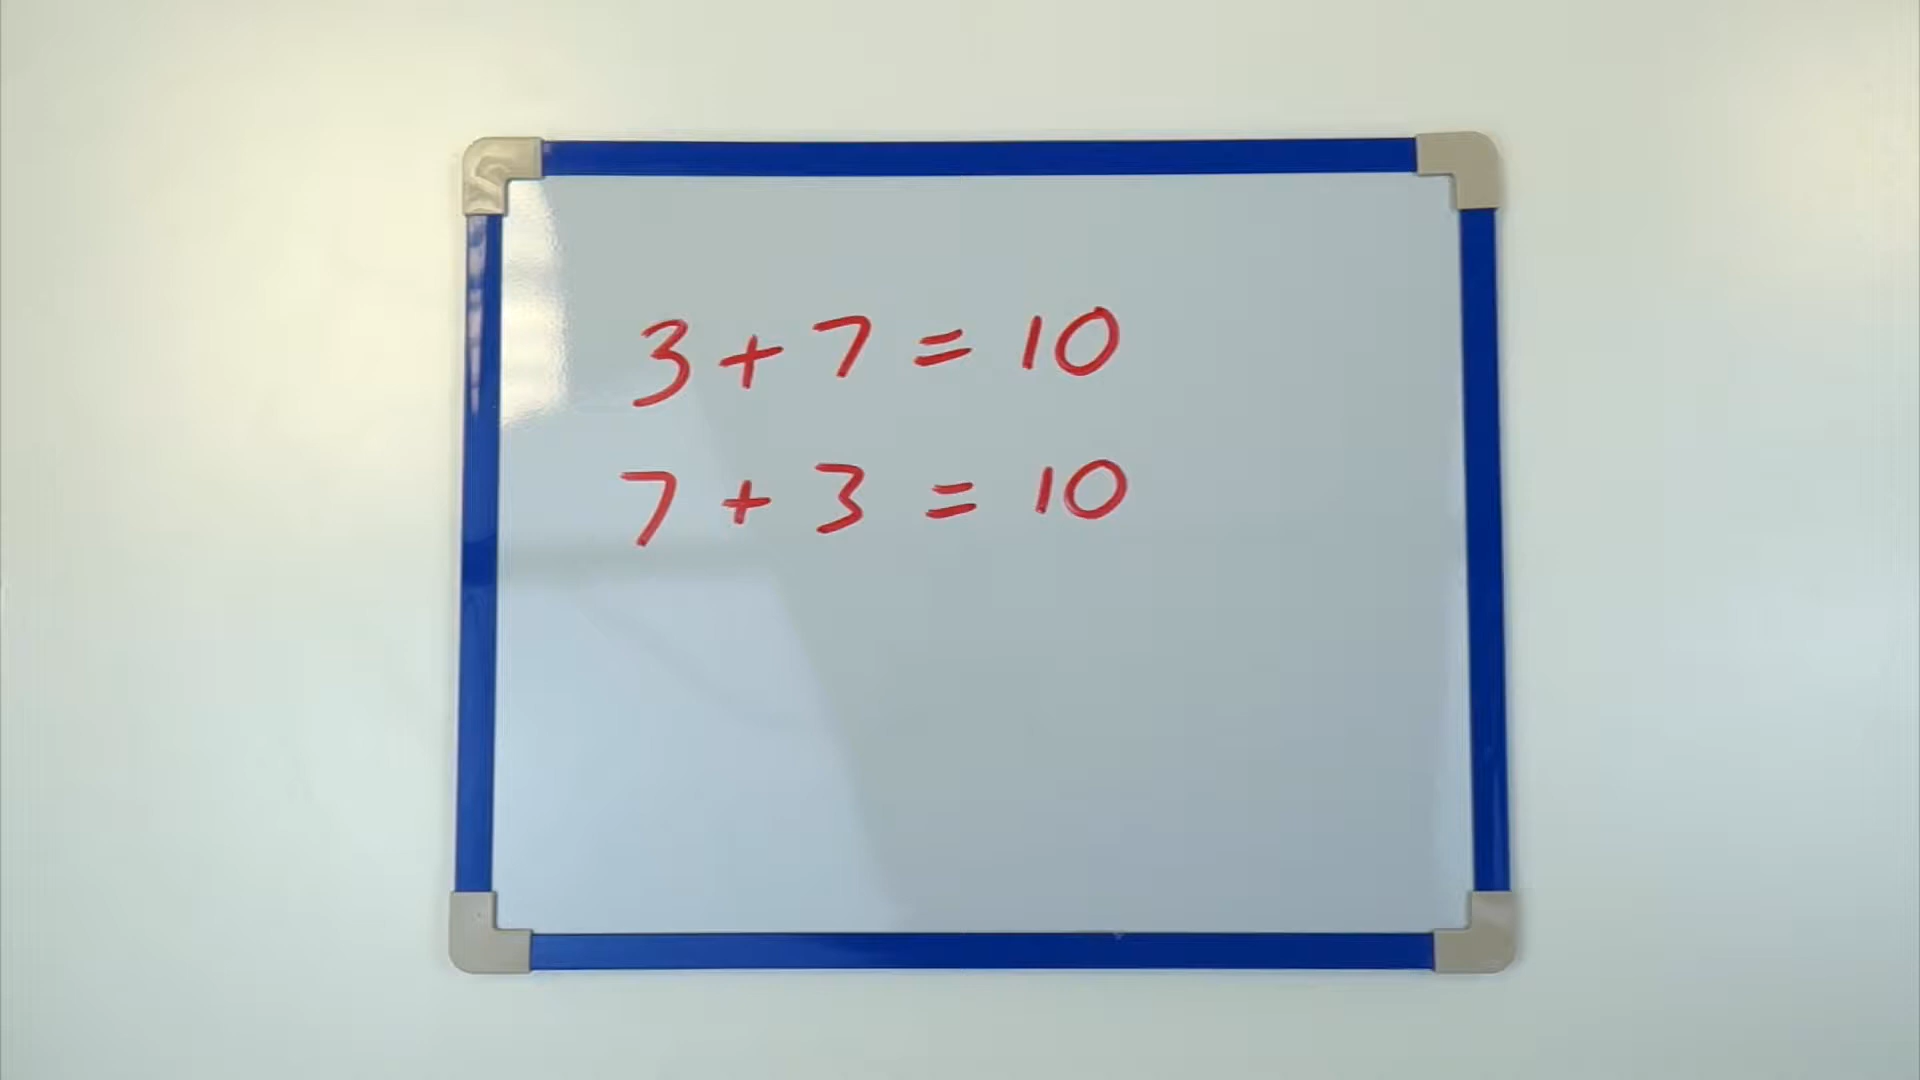 3 + 7 = 10
7 + 3 = 10